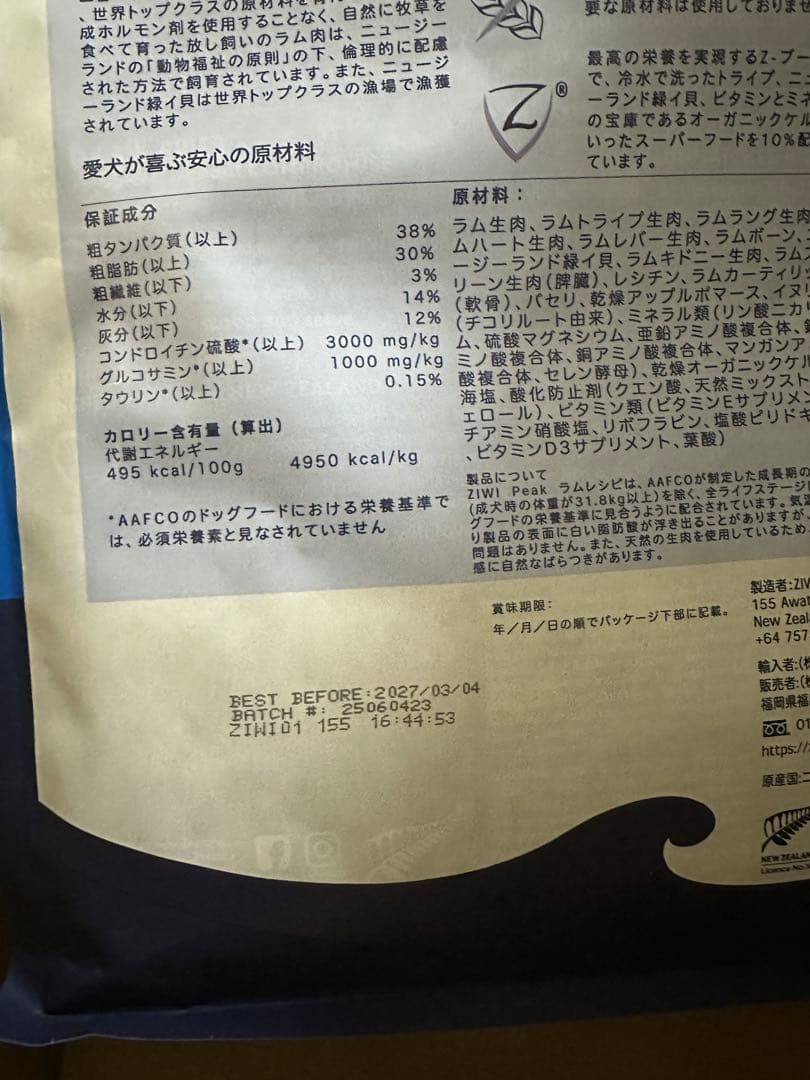 、世界トップクラスの原材料を
成ホルモン剤を使用することなく、自然に牧草を
食べて育った放し飼いのラム肉は、ニュージー
ランドの「動物福祉の原則」の下、倫理的に配慮
された方法で飼育されています。また、ニュージ
ーランド緑イ貝は世界トップクラスの漁場で漁獲
されています。
愛犬が喜ぶ安心の原材料
要な原材料は使用しておりませ
Z®
最高の栄養を実現するZ-ブー
で、冷水で洗ったトライプ、ニュ
ーランド緑イ貝、ビタミンとミネ
の宝庫であるオーガニックケル
いったスーパーフードを10%配
ています。
保証成分
粗タンパク質(以上) 38%
粗脂肪(以上) 30%
粗繊維(以下) 3%
水分(以下) 14%
灰分(以下) 12%
コンドロイチン硫酸*(以上) 3000 mg/kg
グルコサミン*(以上) 1000 mg/kg
タウリン*(以上) 0.15%
カロリー含有量(算出)
代謝エネルギー
495 kcal/100g 4950 kcal/kg
*AAFCOのドッグフードにおける栄養基準で
は、必須栄養素と見なされていません
原材料：
ラム生肉、ラムトライプ生肉、ラムラング生肉
ムハート生肉、ラムレバー生肉、ラムボーン、
ージーランド緑イ貝、ラムキドニー生肉、ラムス
リーン生肉(脾臓)、レシチン、ラムカーティリッ
(軟骨)、パセリ、乾燥アップルポマース、イヌリ
(チコリルート由来)、ミネラル類(リン酸二カリ
ム、硫酸マグネシウム、亜鉛アミノ酸複合体、
ミノ酸複合体、銅アミノ酸複合体、マンガンア
酸複合体、セレン酵母)、乾燥オーガニックケル
海塩、酸化防止剤(クエン酸、天然ミックスト
ェロール)、ビタミン類(ビタミンEサプリメン
チアミン硝酸塩、リボフラビン、塩酸ピリドキ
、ビタミンD3サプリメント、葉酸)
製品について
ZIWI Peak ラムレシピは、AAFCOが制定した成長期の
(成犬時の体重が31.8kg以上)を除く、全ライフステージ
グフードの栄養基準に見合うように配合されています。気温
り製品の表面に白い脂肪酸が浮き出ることがありますが、
問題はありません。また、天然の生肉を使用しているため、
感に自然なばらつきがあります。
賞味期限：
年/月/日の順でパッケージ下部に記載。
製造者:ZIW
155 Awat
New Zeal
+64 757
輸入者:(株
販売者:(株
福岡県福
01
https://z
原産国:ニ
NEW ZEALAN
Licence No.
BEST BEFORE:2027/03/04
BATCH #: 25060423
ZIWI01 155 16:44:53